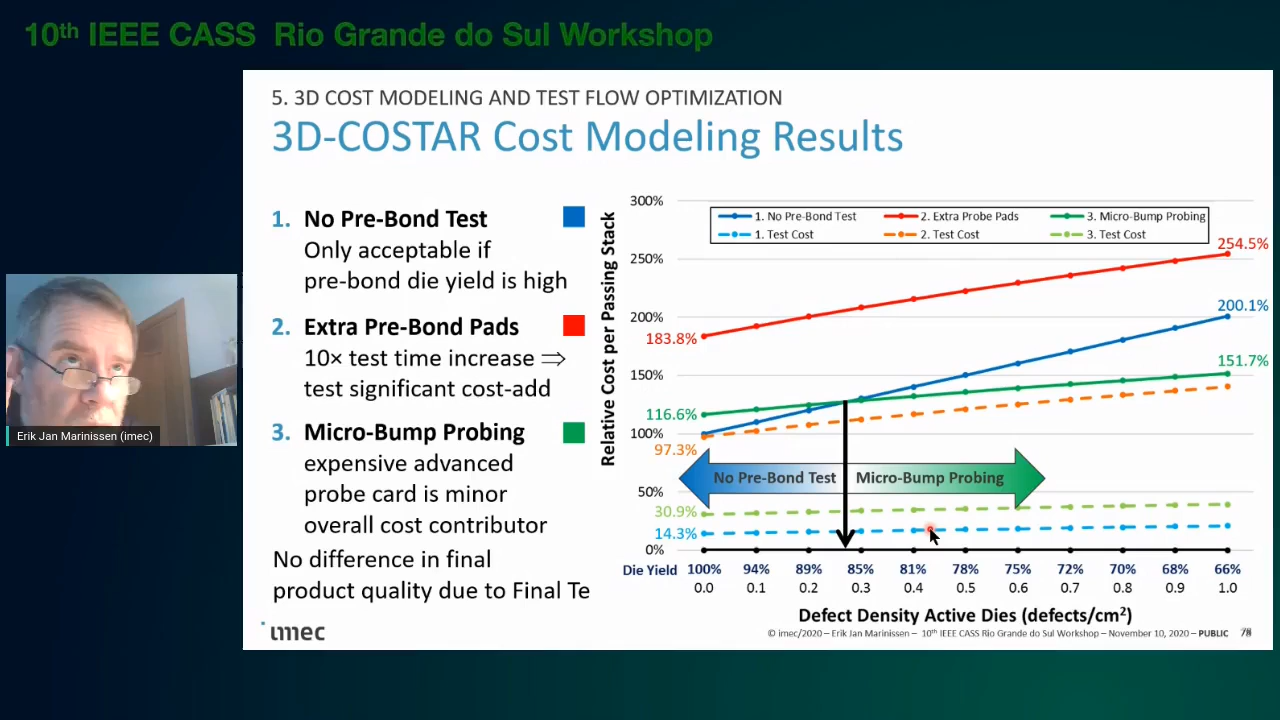 10th IEEE CASS Rio Grande do Sul Workshop
5. 3D COST MODELING AND TEST FLOW OPTIMIZATION
3D-COSTAR Cost Modeling Results
1. No Pre-Bond Test
Only acceptable if
pre-bond die yield is high
2. Extra Pre-Bond Pads
10× test time increase ⇒
test significant cost-add
3. Micro-Bump Probing
expensive advanced
probe card is minor
overall cost contributor
No difference in final
product quality due to Final Te
Relative Cost per Passing Stack
300%
250%
200%
150%
100%
50%
0%
1. No Pre-Bond Test 2. Extra Probe Pads 3. Micro-Bump Probing
1. Test Cost 2. Test Cost 3. Test Cost
254.5%
200.1%
151.7%
183.8%
116.6%
97.3%
30.9%
14.3%
No Pre-Bond Test Micro-Bump Probing
Die Yield 100% 94% 89% 85% 81% 78% 75% 72% 70% 68% 66%
0.0 0.1 0.2 0.3 0.4 0.5 0.6 0.7 0.8 0.9 1.0
Defect Density Active Dies (defects/cm²)
imec
© imec/2020 – Erik Jan Marinissen – 10th IEEE CASS Rio Grande do Sul Workshop – November 10, 2020 – PUBLIC
Erik Jan Marinissen (imec)